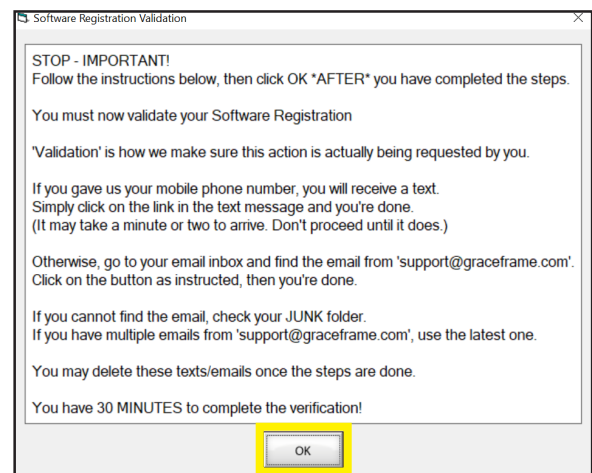 Software Registration Validation
STOP - IMPORTANT!
Follow the instructions below, then click OK *AFTER* you have completed the steps.
You must now validate your Software Registration
'Validation' is how we make sure this action is actually being requested by you.
If you gave us your mobile phone number, you will receive a text.
Simply click on the link in the text message and you're done.
(It may take a minute or two to arrive. Don't proceed until it does.)
Otherwise, go to your email inbox and find the email from 'support@graceframe.com'.
Click on the button as instructed, then you're done.
If you cannot find the email, check your JUNK folder.
If you have multiple emails from 'support@graceframe.com', use the latest one.
You may delete these texts/emails once the steps are done.
You have 30 MINUTES to complete the verification!
OK